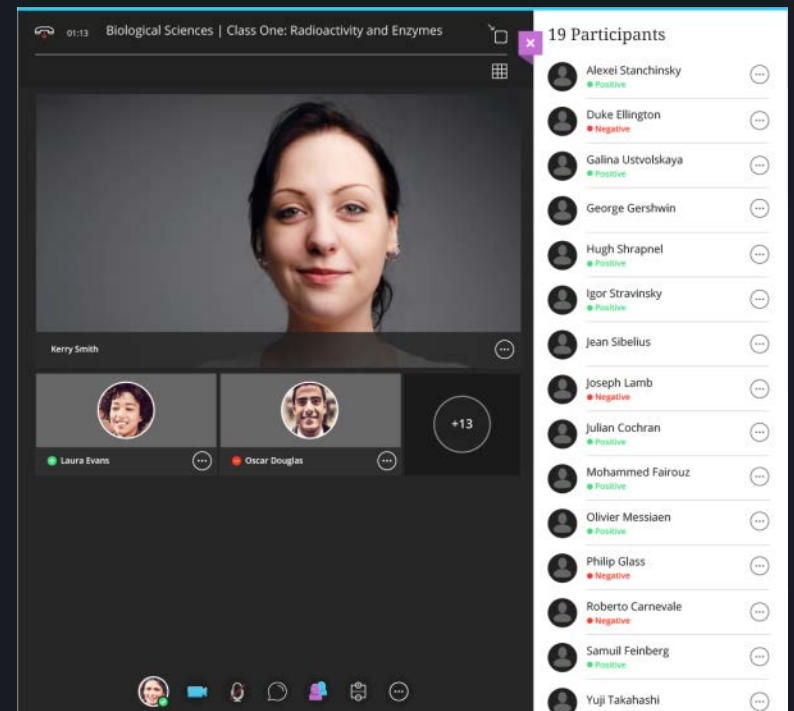 01:13
Biological Sciences | Class One: Radioactivity and Enzymes
Kerry Smith
Laura Evans
Oscar Douglas
+13
19 Participants
Alexei Stanchinsky
Positive
Duke Ellington
Negative
Galina Ustvolskaya
Positive
George Gershwin
Hugh Shrapnel
Positive
Igor Stravinsky
Positive
Jean Sibelius
Joseph Lamb
Negative
Julian Cochran
Positive
Mohammed Fairouz
Positive
Olivier Messiaen
Positive
Philip Glass
Negative
Roberto Carnevale
Negative
Samuil Feinberg
Positive
Yuji Takahashi